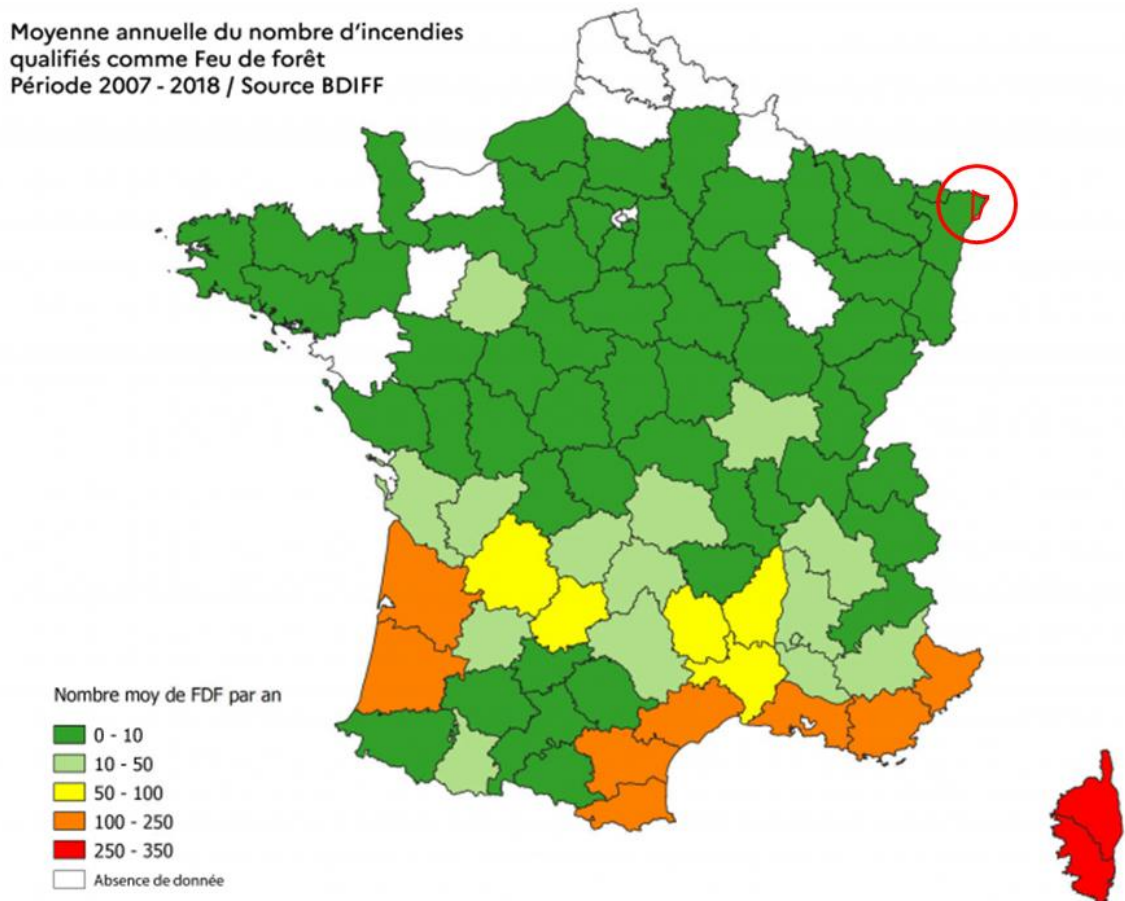 Moyenne annuelle du nombre d'incendies
qualifiés comme Feu de forêt
Période 2007 - 2018 / Source BDIFF
Nombre moy de FDF par an
0 - 10
10 - 50
50 - 100
100 - 250
250 - 350
Absence de donnée